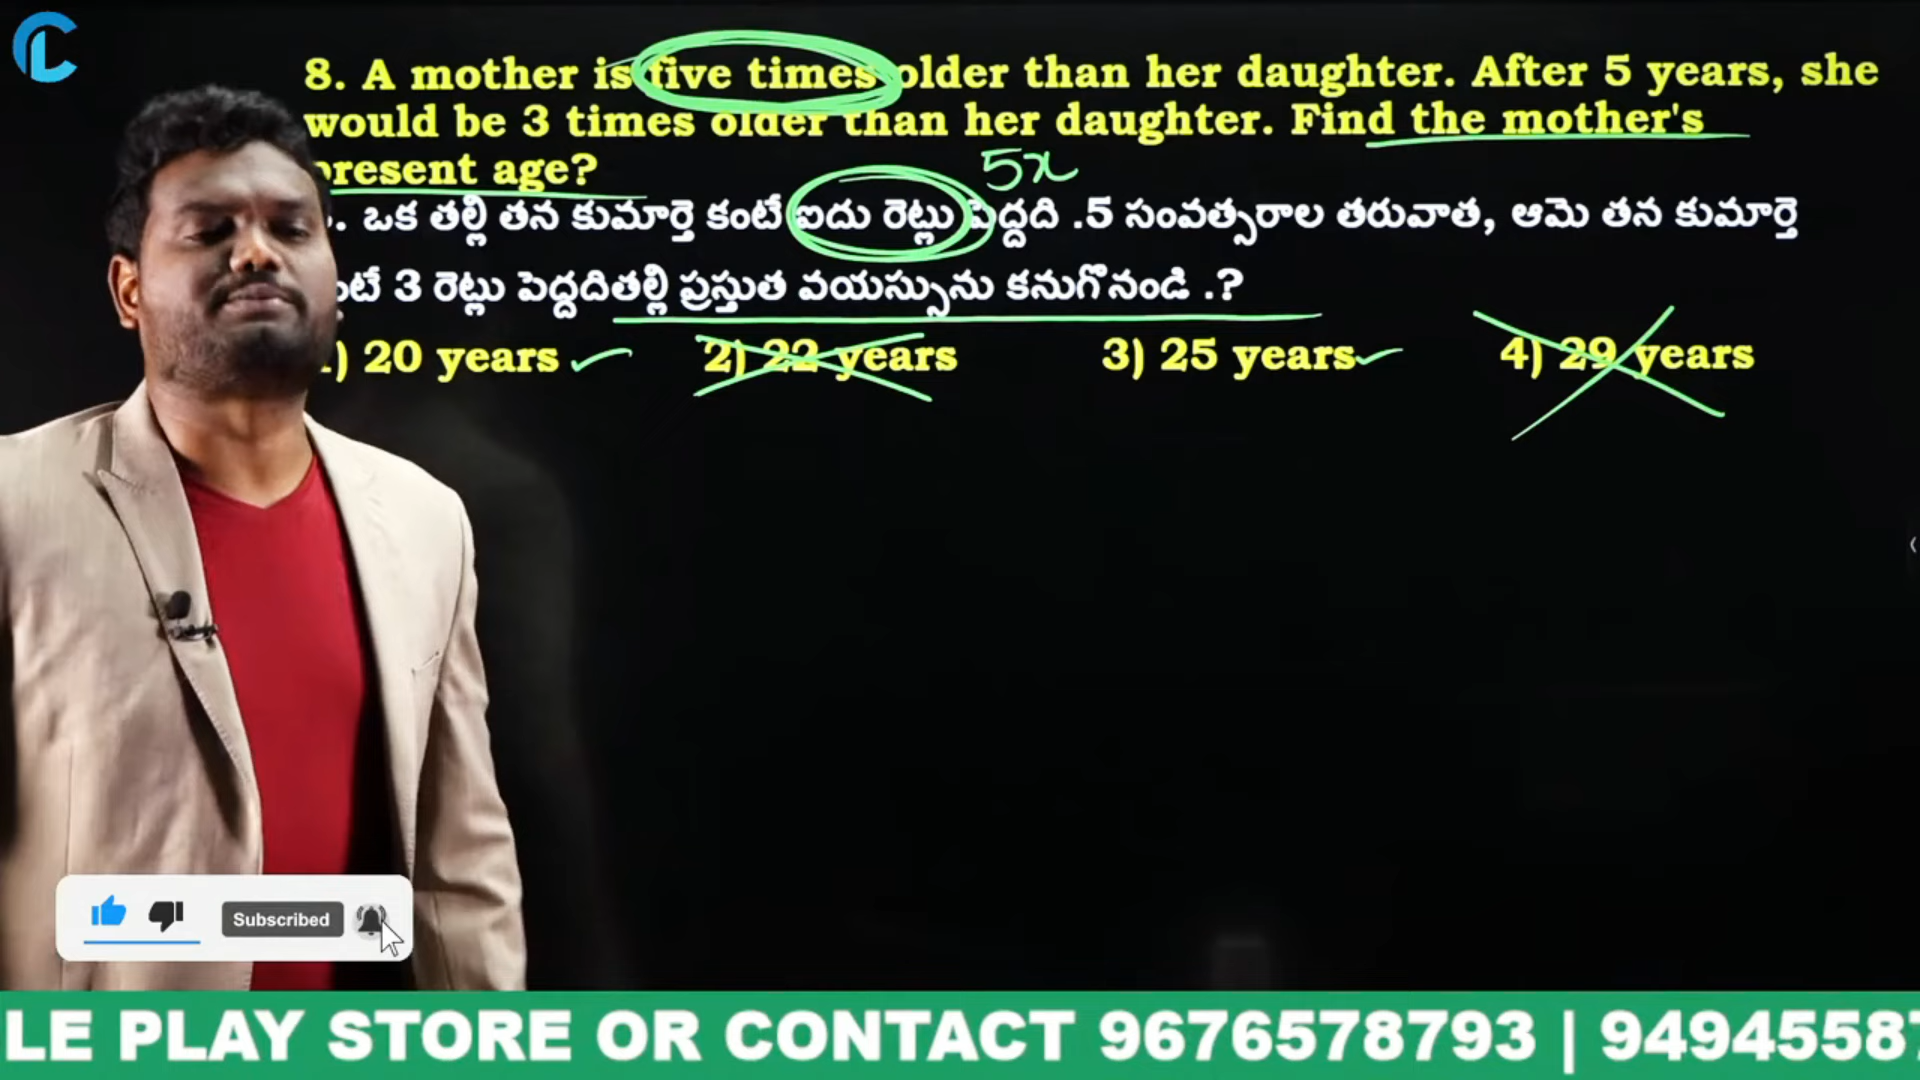 8. A mother is five times older than her daughter. After 5 years, she
would be 3 times older than her daughter. Find the mother's
present age?
5x
. ఒక తల్లి తన కుమార్తె కంటే ఐదు రెట్లు పెద్దది .5 సంవత్సరాల తరువాత, ఆమె తన కుమార్తె
కంటే 3 రెట్లు పెద్దదితల్లి ప్రస్తుత వయస్సును కనుగొనండి .?
1) 20 years 2) 22 years 3) 25 years 4) 29 years
Subscribed
LE PLAY STORE OR CONTACT 9676578793 | 94945587